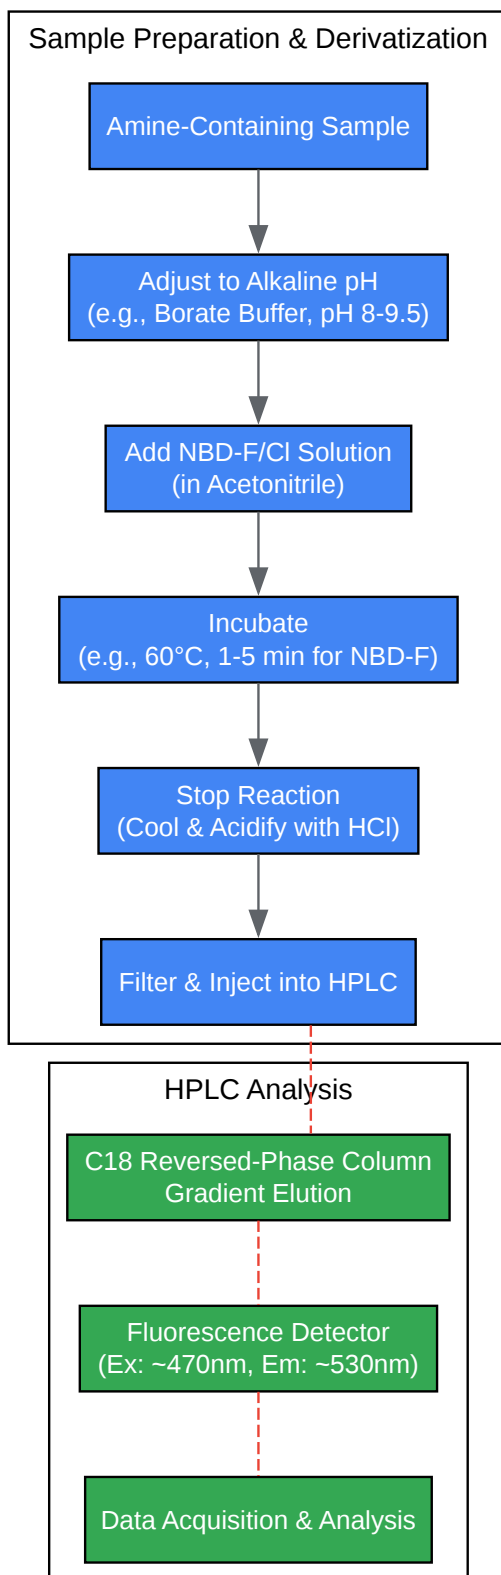 Sample Preparation & Derivatization
Amine-Containing Sample
Adjust to Alkaline pH
(e.g., Borate Buffer, pH 8-9.5)
Add NBD-F/Cl Solution
(in Acetonitrile)
Incubate
(e.g., 60°C, 1-5 min for NBD-F)
Stop Reaction
(Cool & Acidify with HCl)
Filter & Inject into HPLC
HPLC Analysis
C18 Reversed-Phase Column
Gradient Elution
Fluorescence Detector
(Ex: ~470nm, Em: ~530nm)
Data Acquisition & Analysis